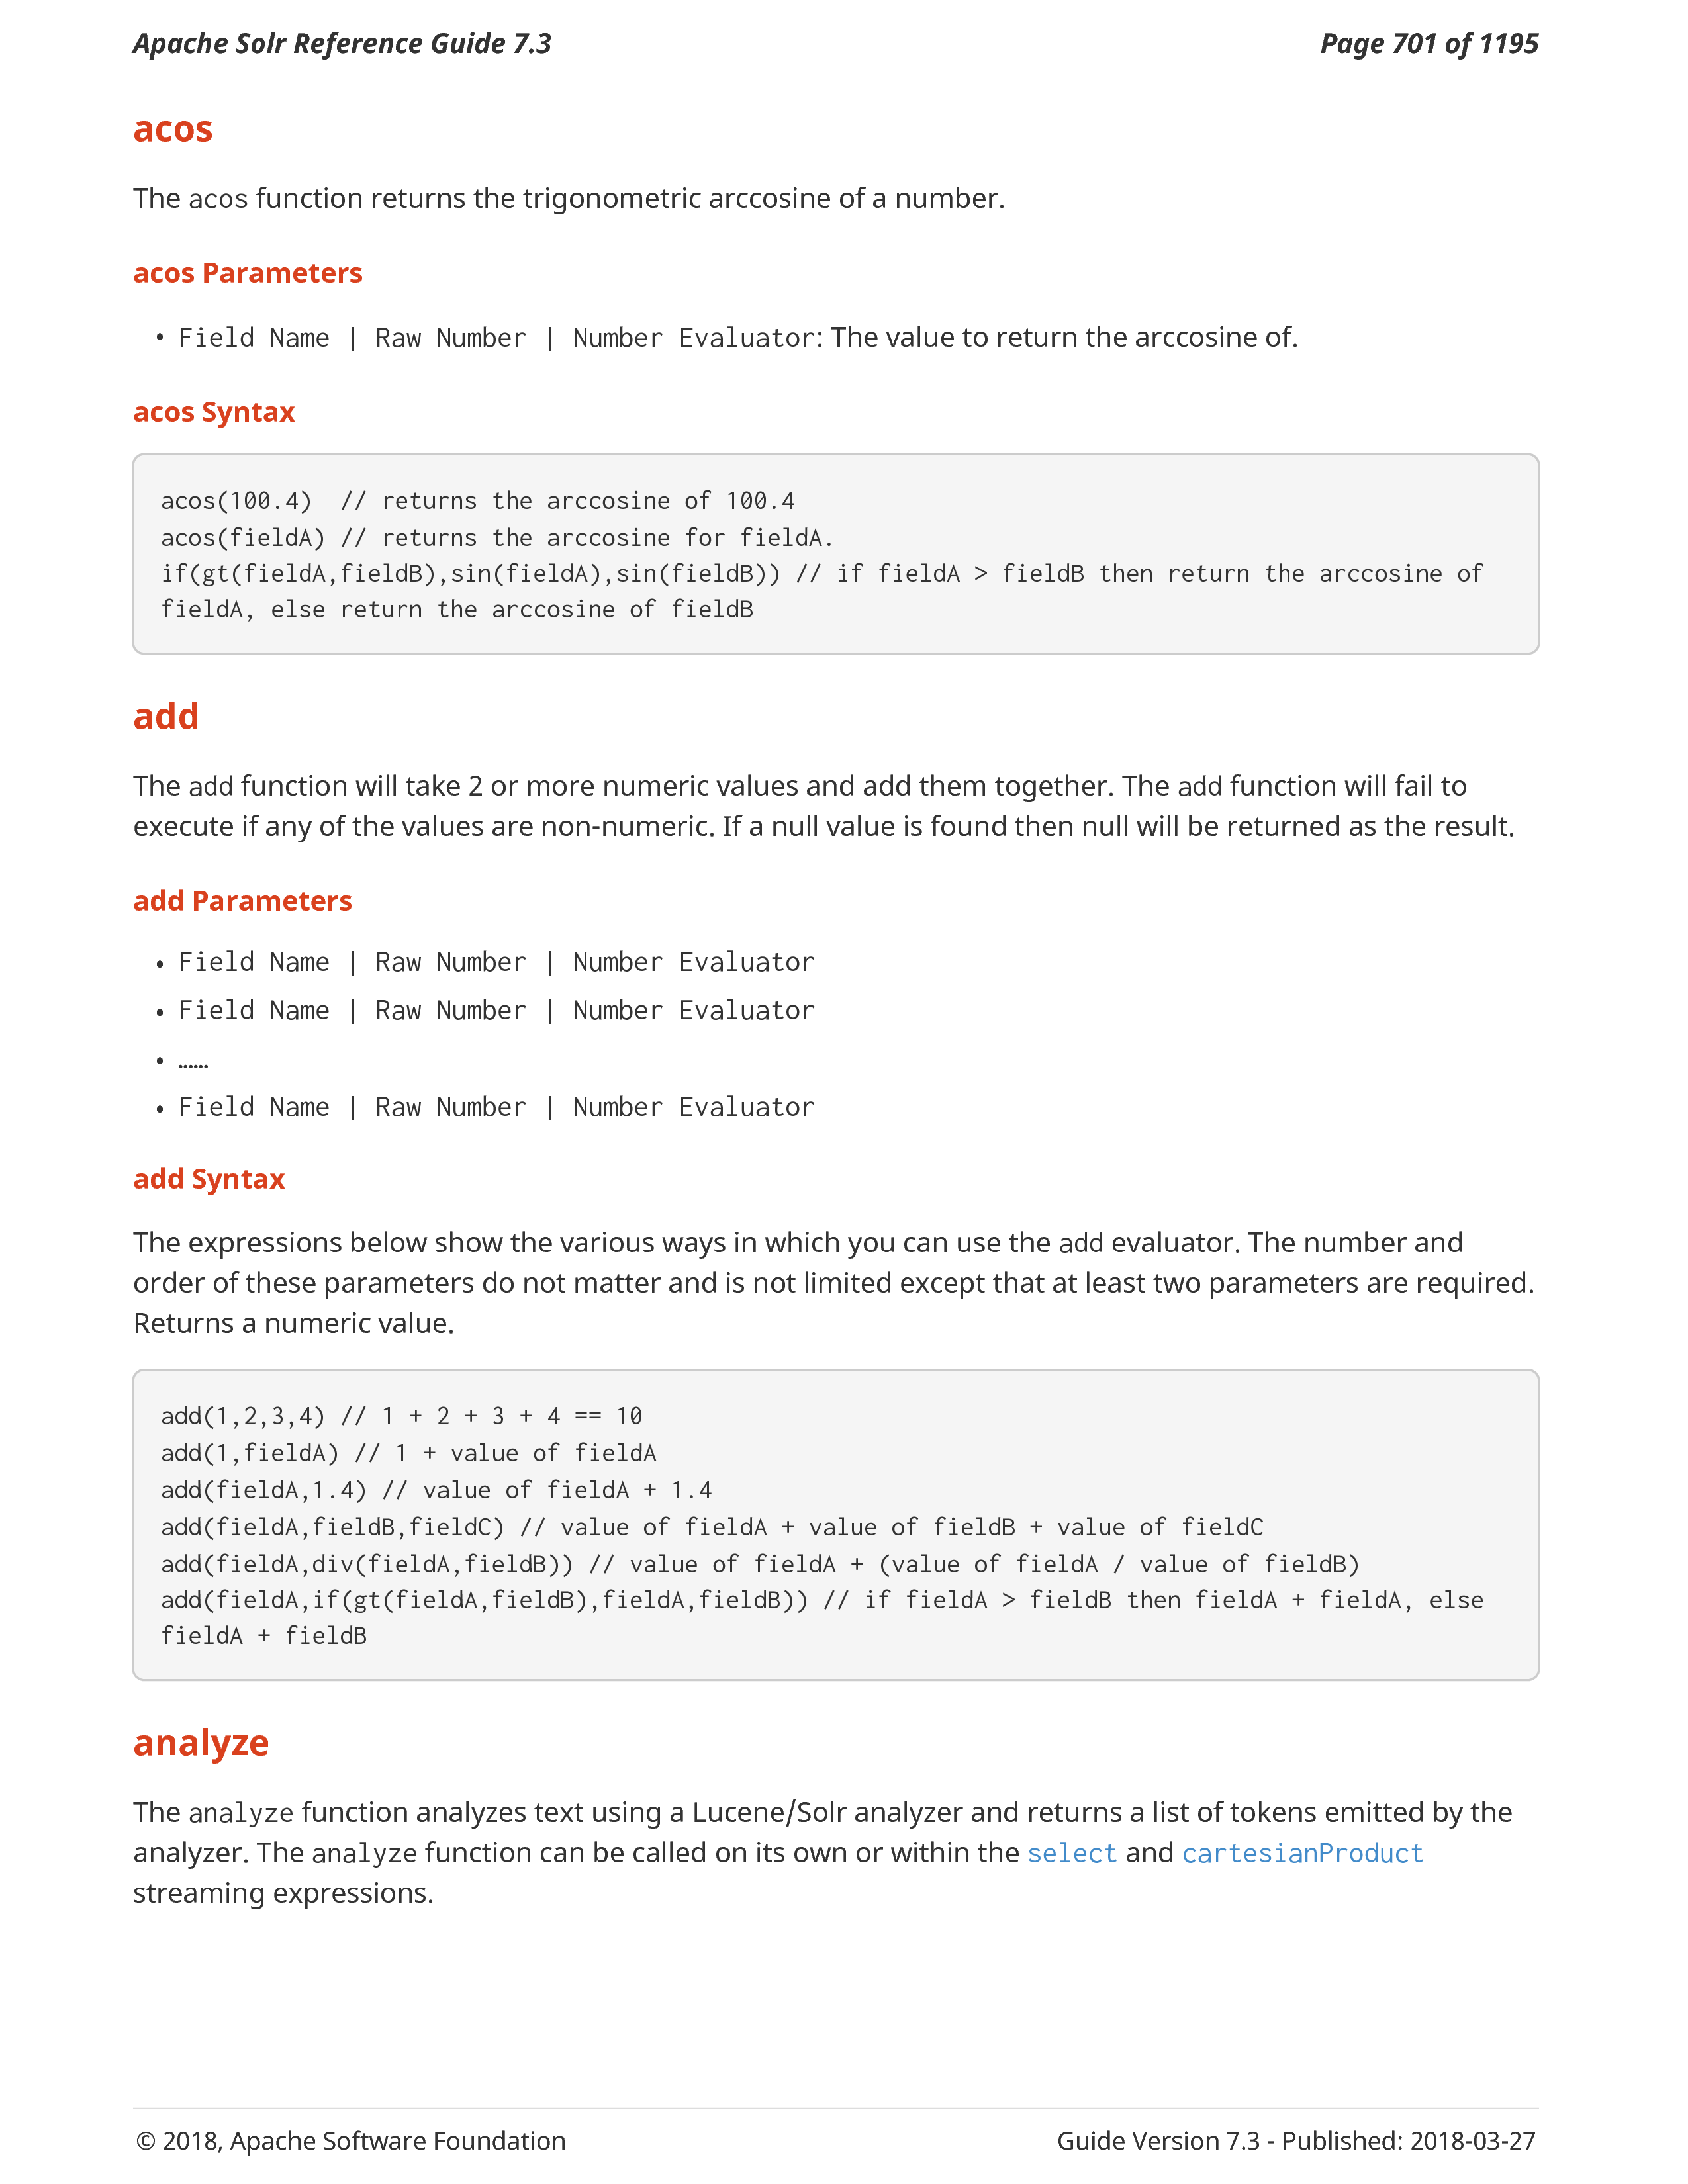 Apache Solr Reference Guide 7.3
Page 701 of 1195
acos
The acos function returns the trigonometric arccosine of a number.
acos Parameters
• Field Name | Raw Number | Number Evaluator: The value to return the arccosine of.
acos Syntax
acos(100.4)  // returns the arccosine of 100.4
acos(fieldA) // returns the arccosine for fieldA.
if(gt(fieldA,fieldB),sin(fieldA),sin(fieldB)) // if fieldA > fieldB then return the arccosine of
fieldA, else return the arccosine of fieldB
add
The add function will take 2 or more numeric values and add them together. The add function will fail to
execute if any of the values are non-numeric. If a null value is found then null will be returned as the result.
add Parameters
• Field Name | Raw Number | Number Evaluator
• Field Name | Raw Number | Number Evaluator
• ……
• Field Name | Raw Number | Number Evaluator
add Syntax
The expressions below show the various ways in which you can use the add evaluator. The number and
order of these parameters do not matter and is not limited except that at least two parameters are required.
Returns a numeric value.
add(1,2,3,4) // 1 + 2 + 3 + 4 == 10
add(1,fieldA) // 1 + value of fieldA
add(fieldA,1.4) // value of fieldA + 1.4
add(fieldA,fieldB,fieldC) // value of fieldA + value of fieldB + value of fieldC
add(fieldA,div(fieldA,fieldB)) // value of fieldA + (value of fieldA / value of fieldB)
add(fieldA,if(gt(fieldA,fieldB),fieldA,fieldB)) // if fieldA > fieldB then fieldA + fieldA, else
fieldA + fieldB
analyze
The analyze function analyzes text using a Lucene/Solr analyzer and returns a list of tokens emitted by the
analyzer. The analyze function can be called on its own or within the select and cartesianProduct
streaming expressions.
© 2018, Apache Software Foundation
Guide Version 7.3 - Published: 2018-03-27